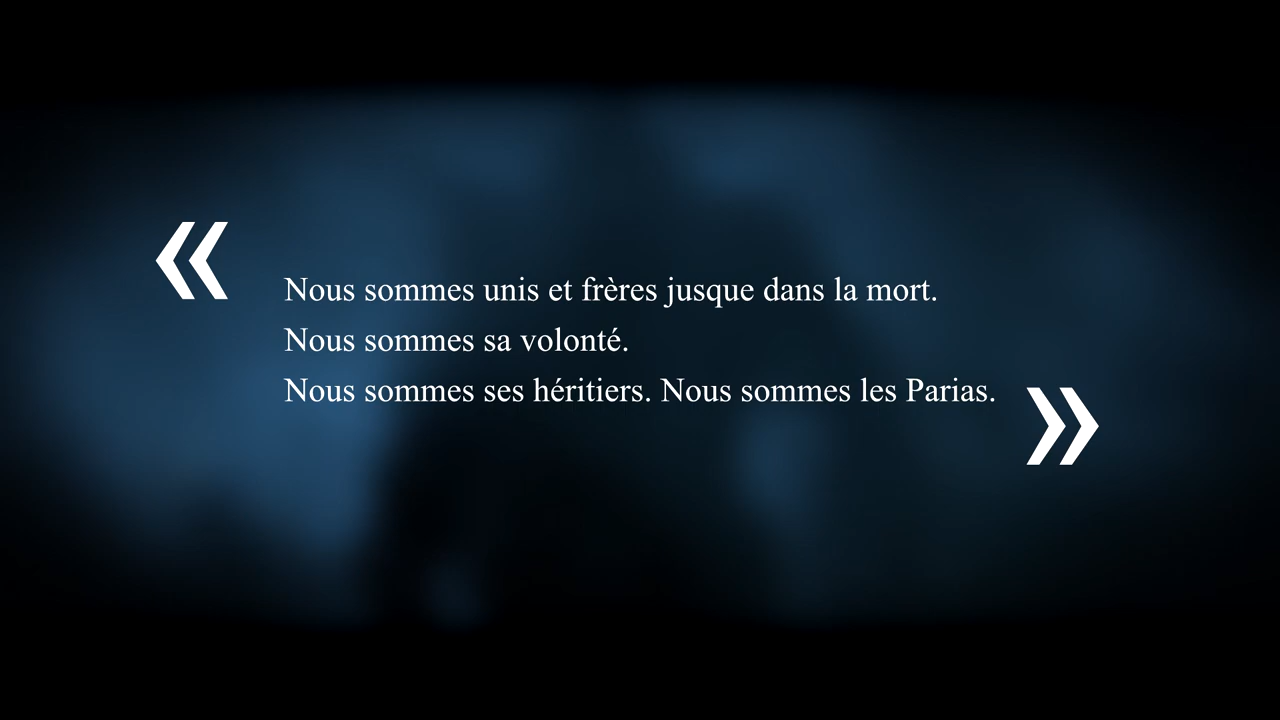 «
Nous sommes unis et frères jusque dans la mort.
Nous sommes sa volonté.
Nous sommes ses héritiers. Nous sommes les Parias.
»